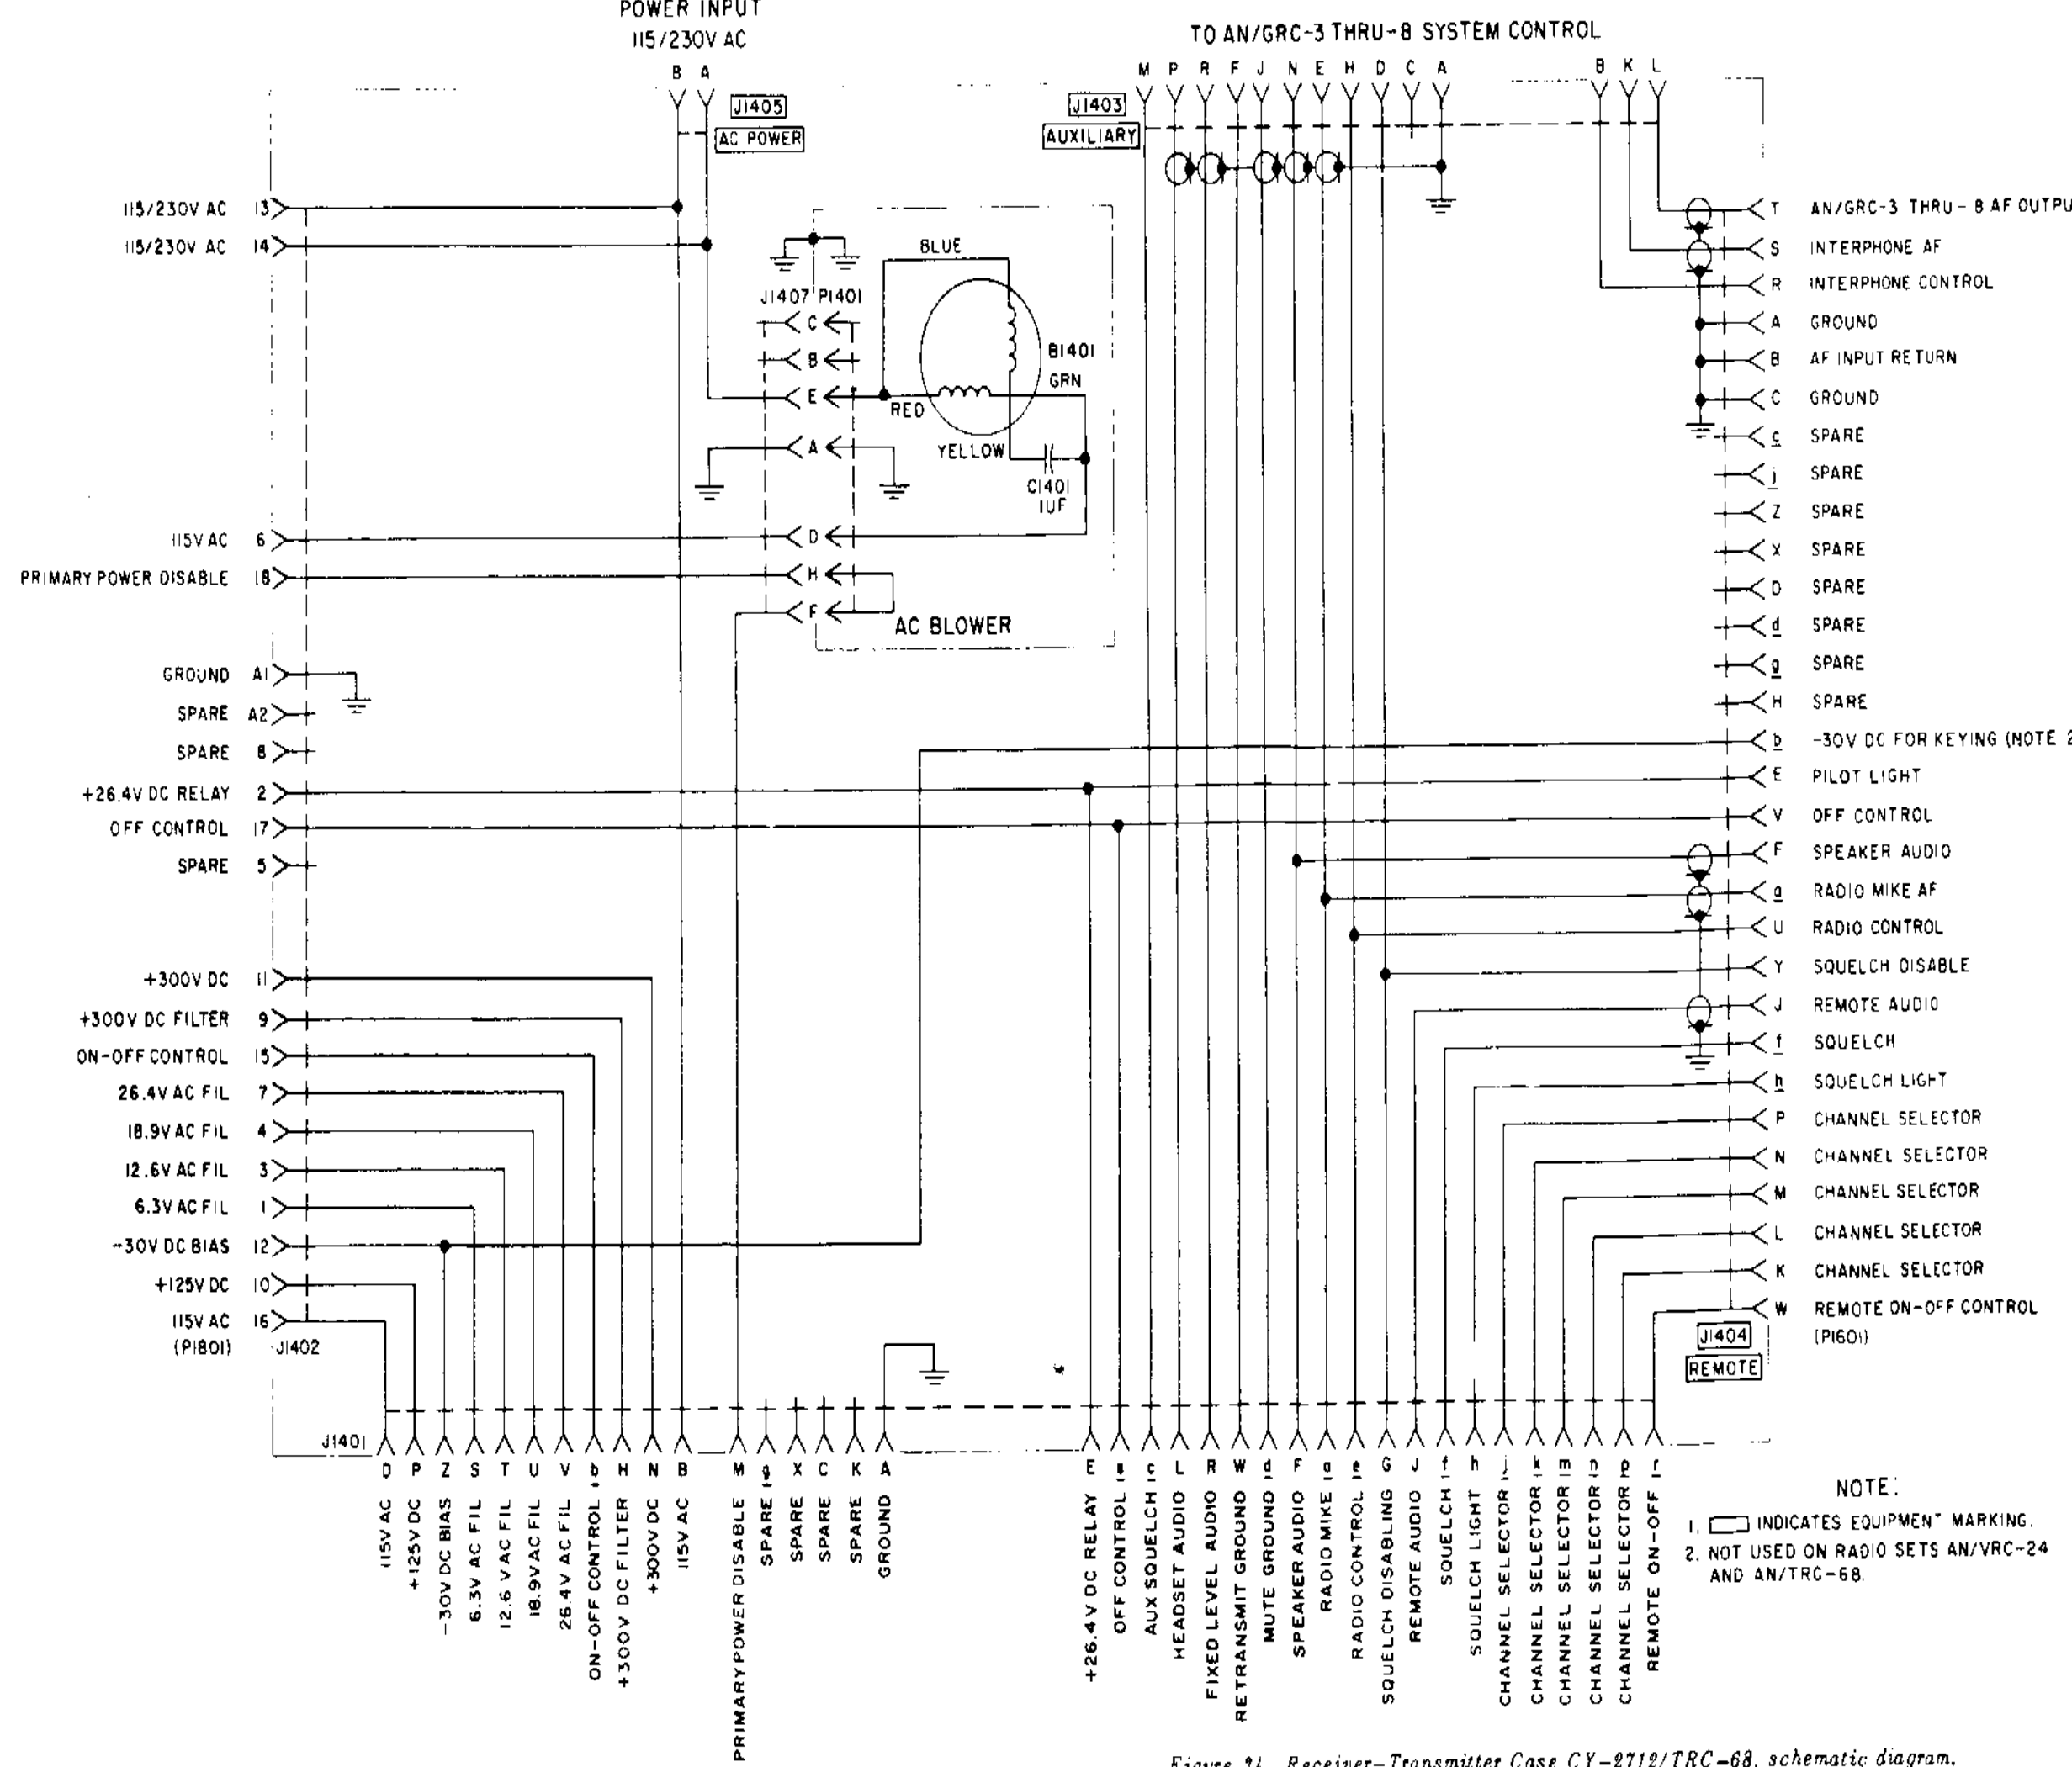 POWER INPUT
115/230V AC
B A
J1405
AC POWER
TO AN/GRC-3 THRU-8 SYSTEM CONTROL
M P R F J N E H D C A
B K L
J1403
AUXILIARY
115/230V AC 13
115/230V AC 14
115V AC 6
PRIMARY POWER DISABLE 18
GROUND A1
SPARE A2
SPARE 8
+26.4V DC RELAY 2
OFF CONTROL 17
SPARE 5
+300V DC 11
+300V DC FILTER 9
ON-OFF CONTROL 15
26.4V AC FIL 7
18.9V AC FIL 4
12.6V AC FIL 3
6.3V AC FIL 1
-30V DC BIAS 12
+125V DC 10
115V AC 16
(P1801) J1402
J1407 P1401
C
B
E
A
D
H
F
BLUE
B1401
GRN
RED
YELLOW
C1401
1UF
AC BLOWER
T AN/GRC-3 THRU-8 AF OUTPU
S INTERPHONE AF
R INTERPHONE CONTROL
A GROUND
B AF INPUT RETURN
C GROUND
c SPARE
j SPARE
Z SPARE
X SPARE
D SPARE
d SPARE
g SPARE
H SPARE
b -30V DC FOR KEYING (NOTE 2
E PILOT LIGHT
V OFF CONTROL
F SPEAKER AUDIO
a RADIO MIKE AF
U RADIO CONTROL
Y SQUELCH DISABLE
J REMOTE AUDIO
f SQUELCH
h SQUELCH LIGHT
P CHANNEL SELECTOR
N CHANNEL SELECTOR
M CHANNEL SELECTOR
L CHANNEL SELECTOR
K CHANNEL SELECTOR
W REMOTE ON-OFF CONTROL
J1404 (P1601)
REMOTE
J1401
D 115V AC
P +125V DC
Z -30V DC BIAS
S 6.3V AC FIL
T 12.6 V AC FIL
U 18.9V AC FIL
V 26.4V AC FIL
b ON-OFF CONTROL
H +300V DC FILTER
N +300V DC
B 115V AC
M PRIMARY POWER DISABLE
g SPARE
X SPARE
C SPARE
K SPARE
A GROUND
E +26.4V DC RELAY
s OFF CONTROL
c AUX SQUELCH
L HEADSET AUDIO
R FIXED LEVEL AUDIO
W RETRANSMIT GROUND
d MUTE GROUND
F SPEAKER AUDIO
a RADIO MIKE
e RADIO CONTROL
G SQUELCH DISABLING
J REMOTE AUDIO
f SQUELCH
h SQUELCH LIGHT
j CHANNEL SELECTOR
k CHANNEL SELECTOR
m CHANNEL SELECTOR
n CHANNEL SELECTOR
p CHANNEL SELECTOR
r REMOTE ON-OFF
NOTE:
1. INDICATES EQUIPMENT MARKING.
2. NOT USED ON RADIO SETS AN/VRC-24
AND AN/TRC-68.
Figure 24. Receiver-Transmitter Case CY-2712/TRC-68, schematic diagram.